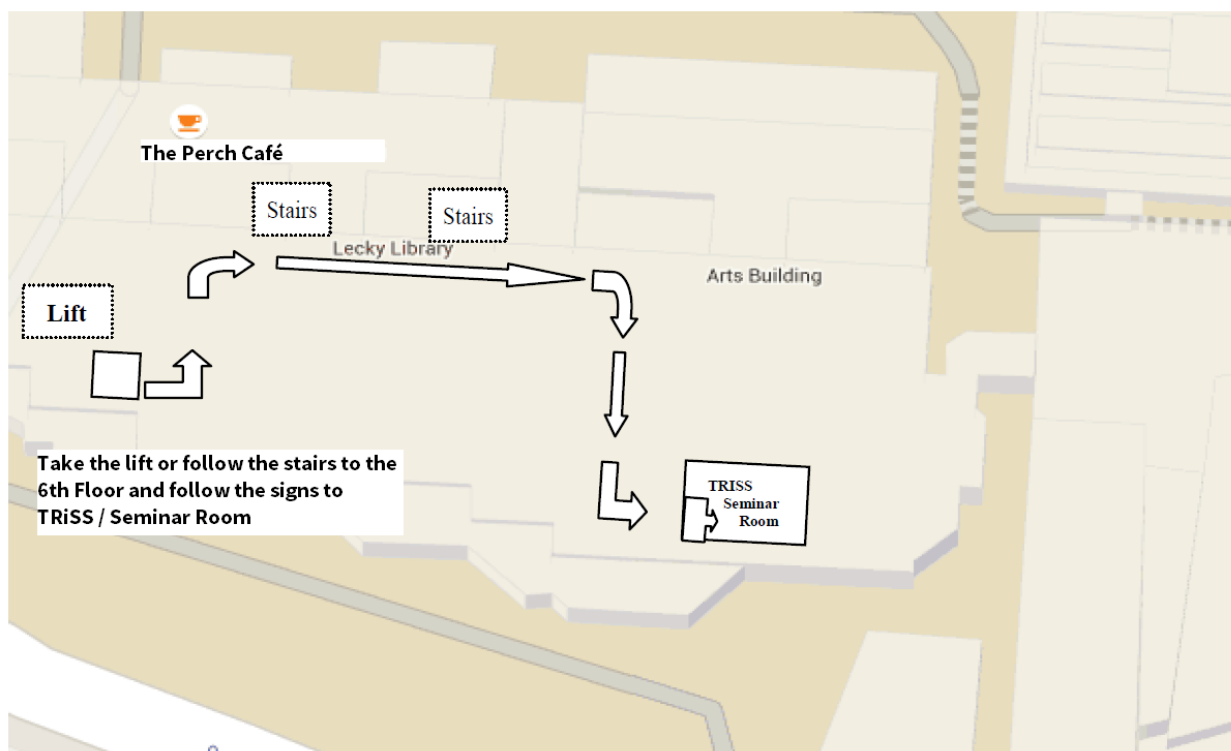 The Perch Café
Stairs
Stairs
Lecky Library
Arts Building
Lift
Take the lift or follow the stairs to the
6th Floor and follow the signs to
TRiSS / Seminar Room
TRISS
Seminar
Room